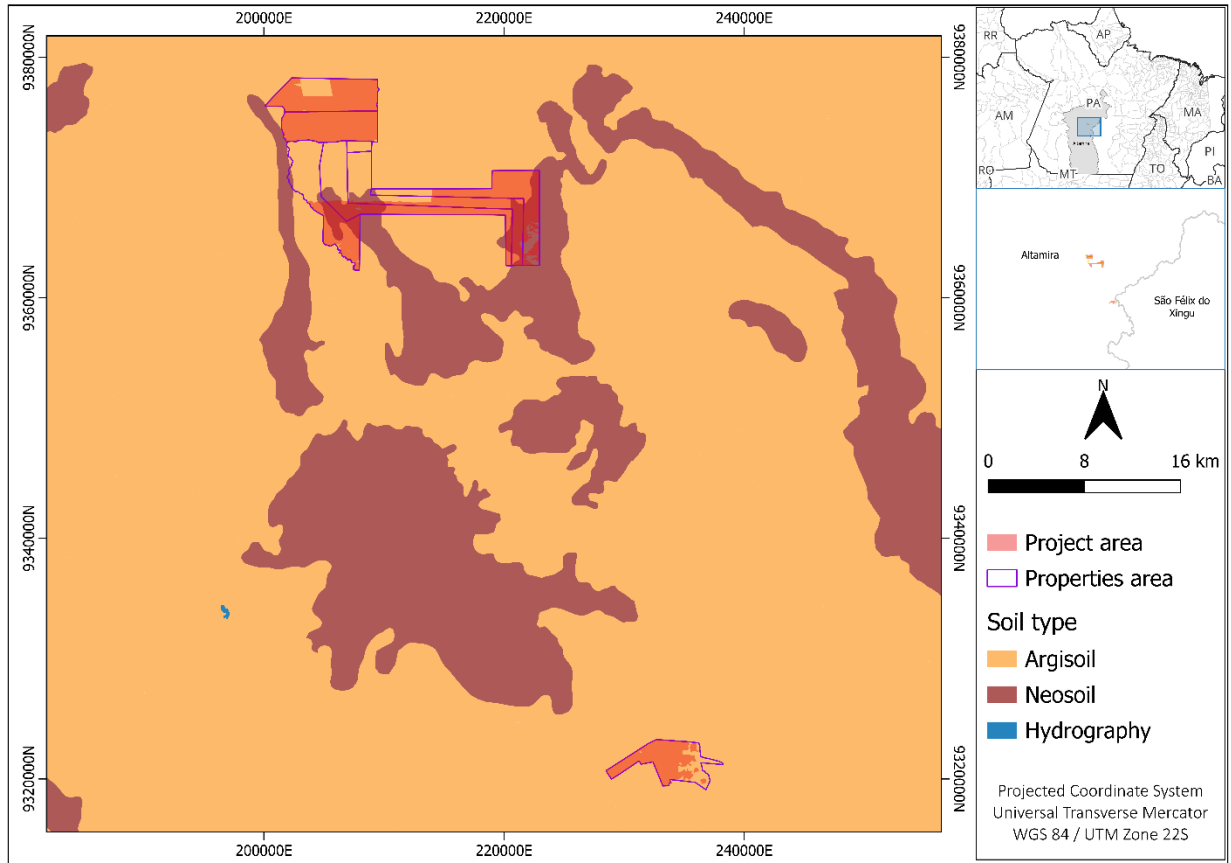 200000E
220000E
240000E
9380000N
9360000N
9340000N
9320000N
9380000N
9360000N
9340000N
9320000N
200000E
220000E
240000E
RR
AP
AM
PA
MA
PI
RO
MT
TO
BA
Altamira
São Félix do
Xingu
N
0 8 16 km
Project area
Properties area
Soil type
Argisoil
Neosoil
Hydrography
Projected Coordinate System
Universal Transverse Mercator
WGS 84 / UTM Zone 22S